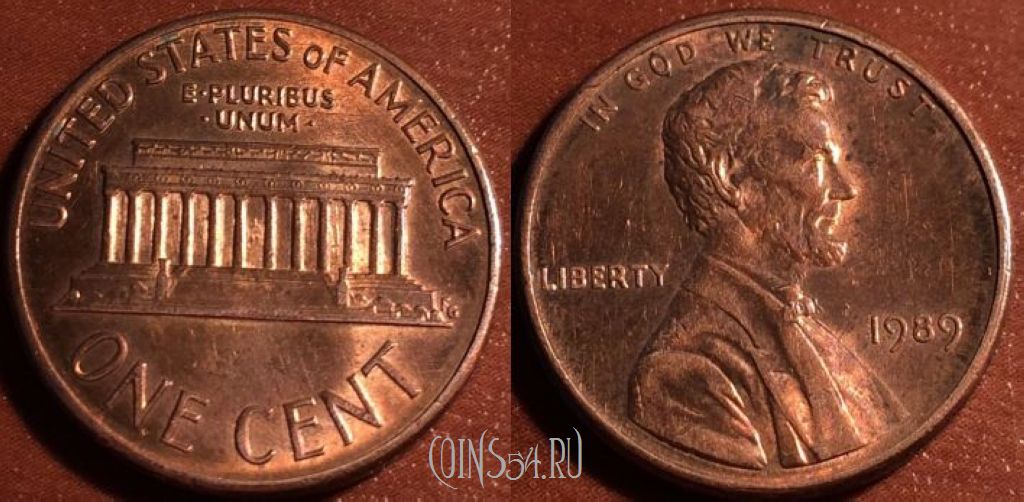 UNITED STATES OF AMERICA
E·PLURIBUS
·UNUM·
ONE CENT
IN GOD WE TRUST
LIBERTY
1989
COINS54.RU